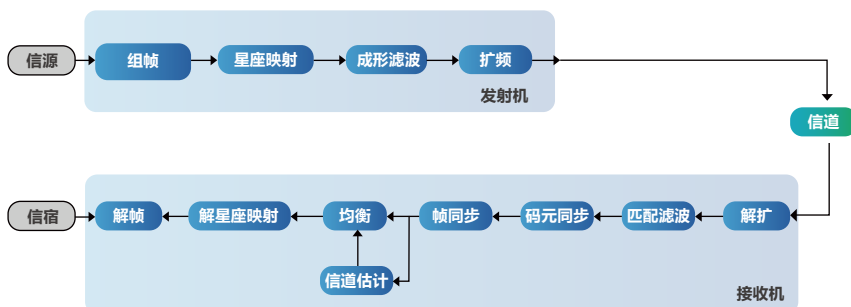 信源
组帧
星座映射
成形滤波
扩频
发射机
信道
信宿
解帧
解星座映射
均衡
帧同步
码元同步
匹配滤波
解扩
信道估计
接收机